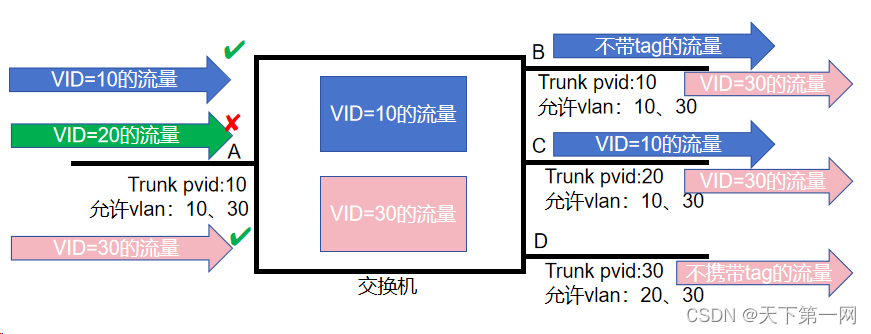 VID=10的流量
VID=20的流量
A
Trunk pvid:10
允许vlan：10、30
VID=30的流量
VID=10的流量
VID=30的流量
交换机
B
不带tag的流量
Trunk pvid:10
允许vlan：10、30
VID=30的流量
C
VID=10的流量
Trunk pvid:20
允许vlan：10、30
VID=30的流量
D
Trunk pvid:30
允许vlan：20、30
不携带tag的流量
CSDN @天下第一网